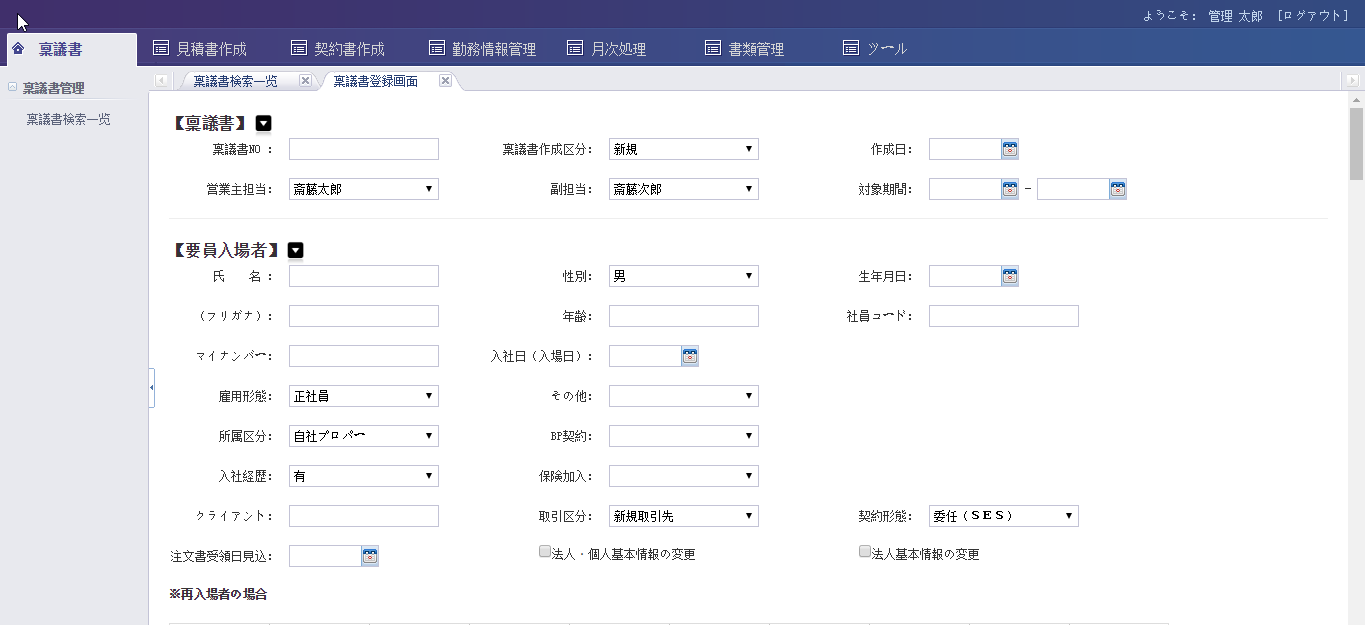 ようこそ： 管理 太郎 [ログアウト]
稟議書 見積書作成 契約書作成 勤務情報管理 月次処理 書類管理 ツール
稟議書管理
稟議書検索一览
稟議書検索一览 稟議書登録画面
【稟議書】
稟議書NO： 稟議書作成区分： 新規 作成日：
営業主担当： 斎藤太郎 副担当： 斎藤次郎 対象期間： －
【要員入場者】
氏 名： 性別： 男 生年月日：
（フリガナ）： 年齢： 社員コード：
マイナンバー： 入社日（入場日）：
雇用形態： 正社員 その他：
所属区分： 自社プロパー BP契約：
入社経歴： 有 保険加入：
クライアント： 取引区分： 新規取引先 契約形態： 委任（ＳＥＳ）
注文書受領日見込： 法人・個人基本情報の変更 法人基本情報の変更
※再入場者の場合